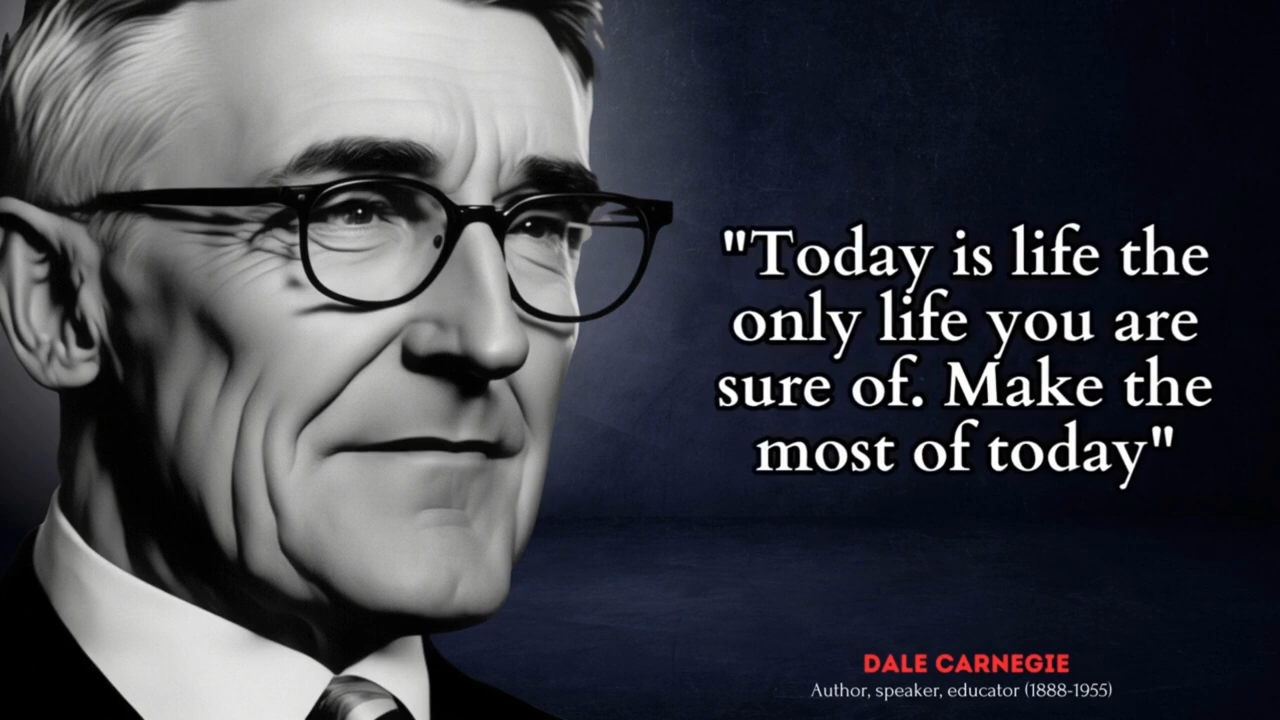 "Today is life the
only life you are
sure of. Make the
most of today"
DALE CARNEGIE
Author, speaker, educator (1888-1955)